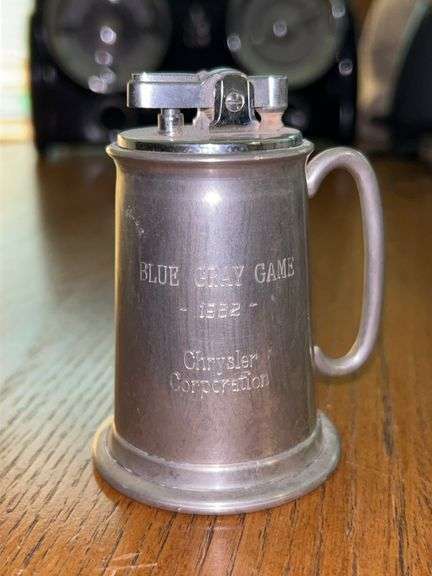 BLUE GRAY GAME
- 1982 -
Chrysler
Corporation